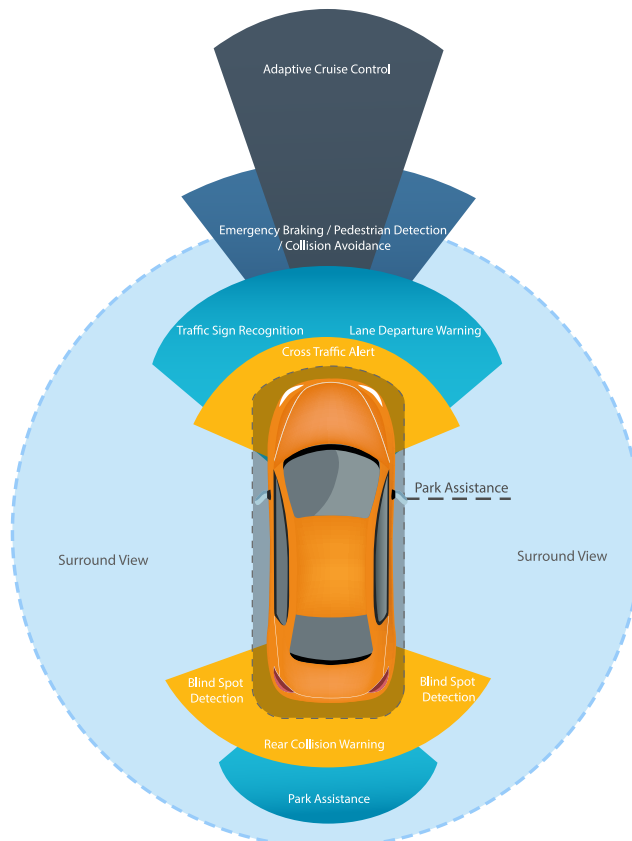 Adaptive Cruise Control
Emergency Braking / Pedestrian Detection
/ Collision Avoidance
Traffic Sign Recognition
Lane Departure Warning
Cross Traffic Alert
Park Assistance
Surround View
Surround View
Blind Spot
Detection
Blind Spot
Detection
Rear Collision Warning
Park Assistance